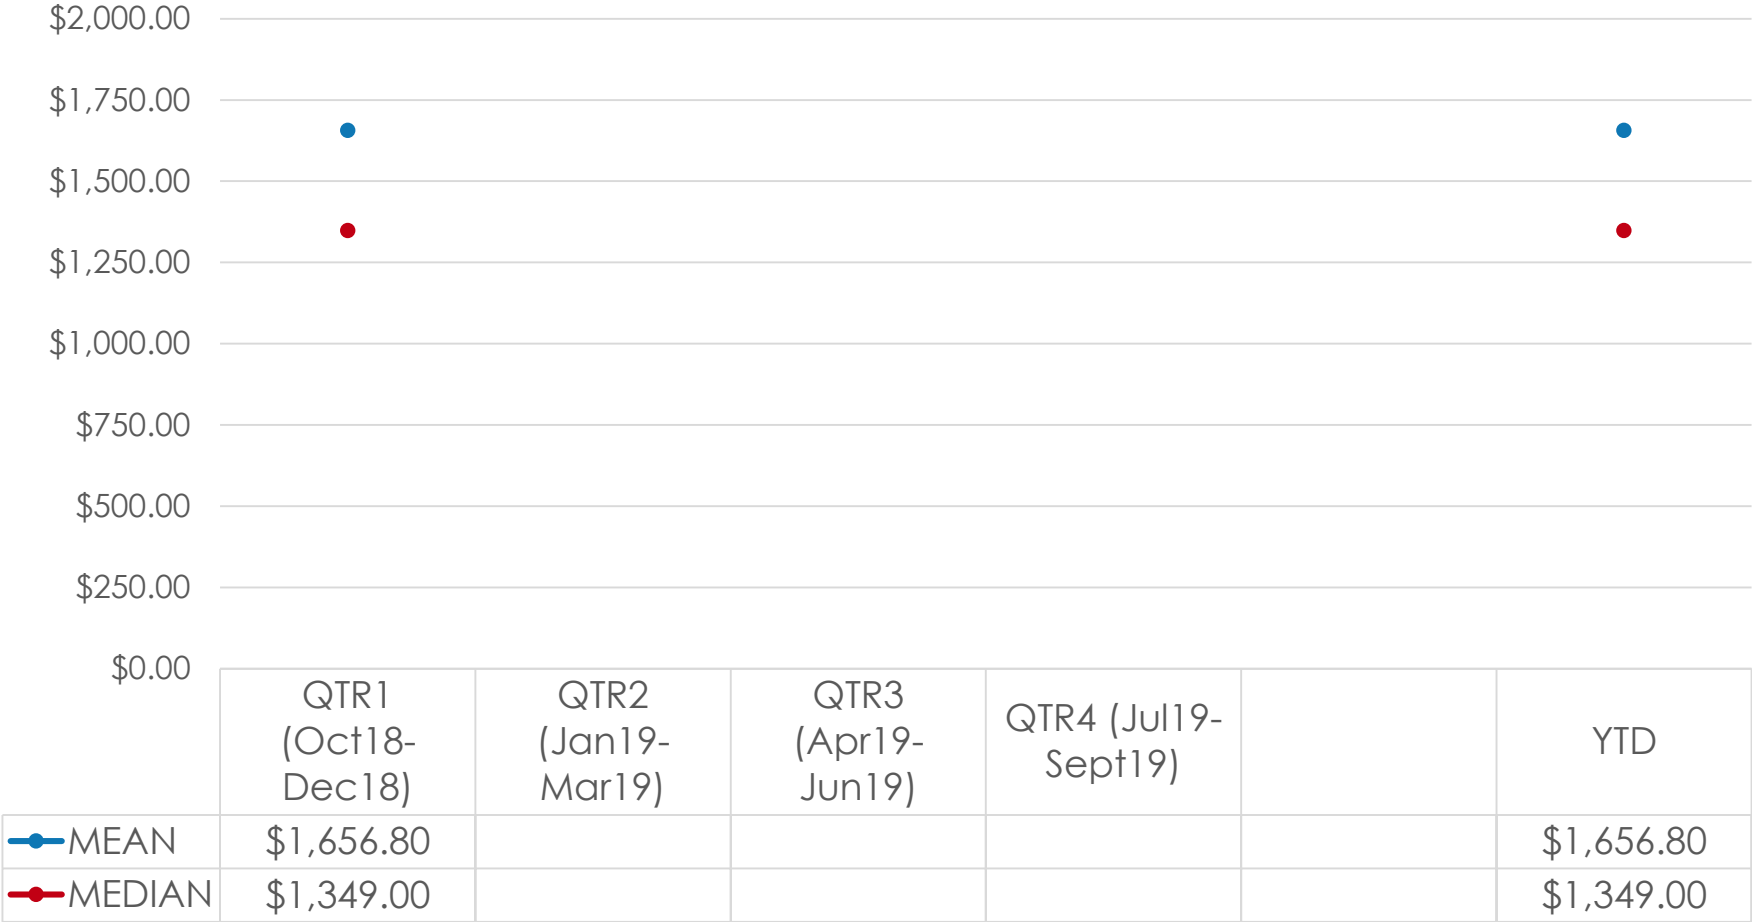 $2,000.00
$1,750.00
$1,500.00
$1,250.00
$1,000.00
$750.00
$500.00
$250.00
$0.00
QTR1
(Oct18-
Dec18)
QTR2
(Jan19-
Mar19)
QTR3
(Apr19-
Jun19)
QTR4 (Jul19-
Sept19)
YTD
MEAN $1,656.80 $1,656.80
MEDIAN $1,349.00 $1,349.00